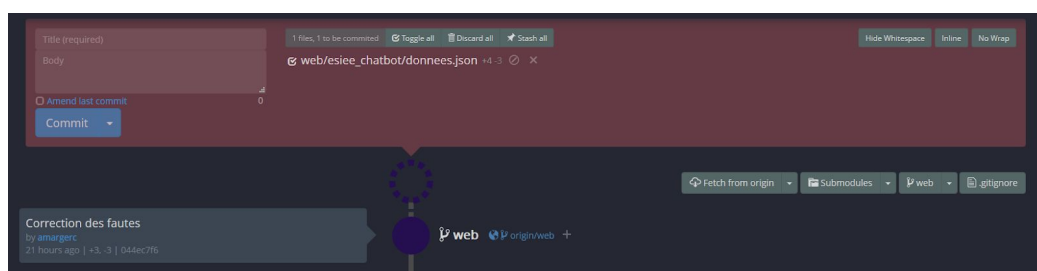 Title (required)
1 files, 1 to be commited Toggle all Discard all Stash all Hide Whitespace Inline No Wrap
Body
web/esiee_chatbot/donnees.json +4 -3
Amend last commit 0
Commit
Fetch from origin Submodules web .gitignore
Correction des fautes
by amargerc
21 hours ago | +3, -3 | 044ec7f6
web origin/web +